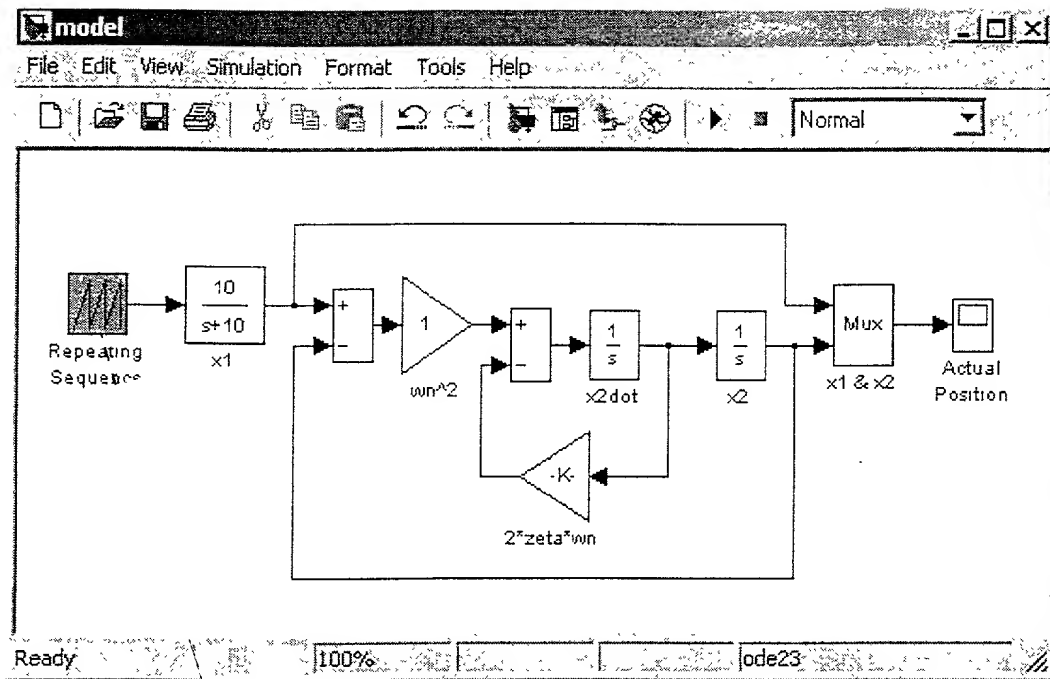 model
File Edit View Simulation Format Tools Help
Normal
10
s+10
x1
Repeating
Sequence
+
−
1
wn^2
+
−
1
s
x2dot
1
s
x2
-K-
2*zeta*wn
Mux
x1 & x2
Actual
Position
Ready 100% ode23